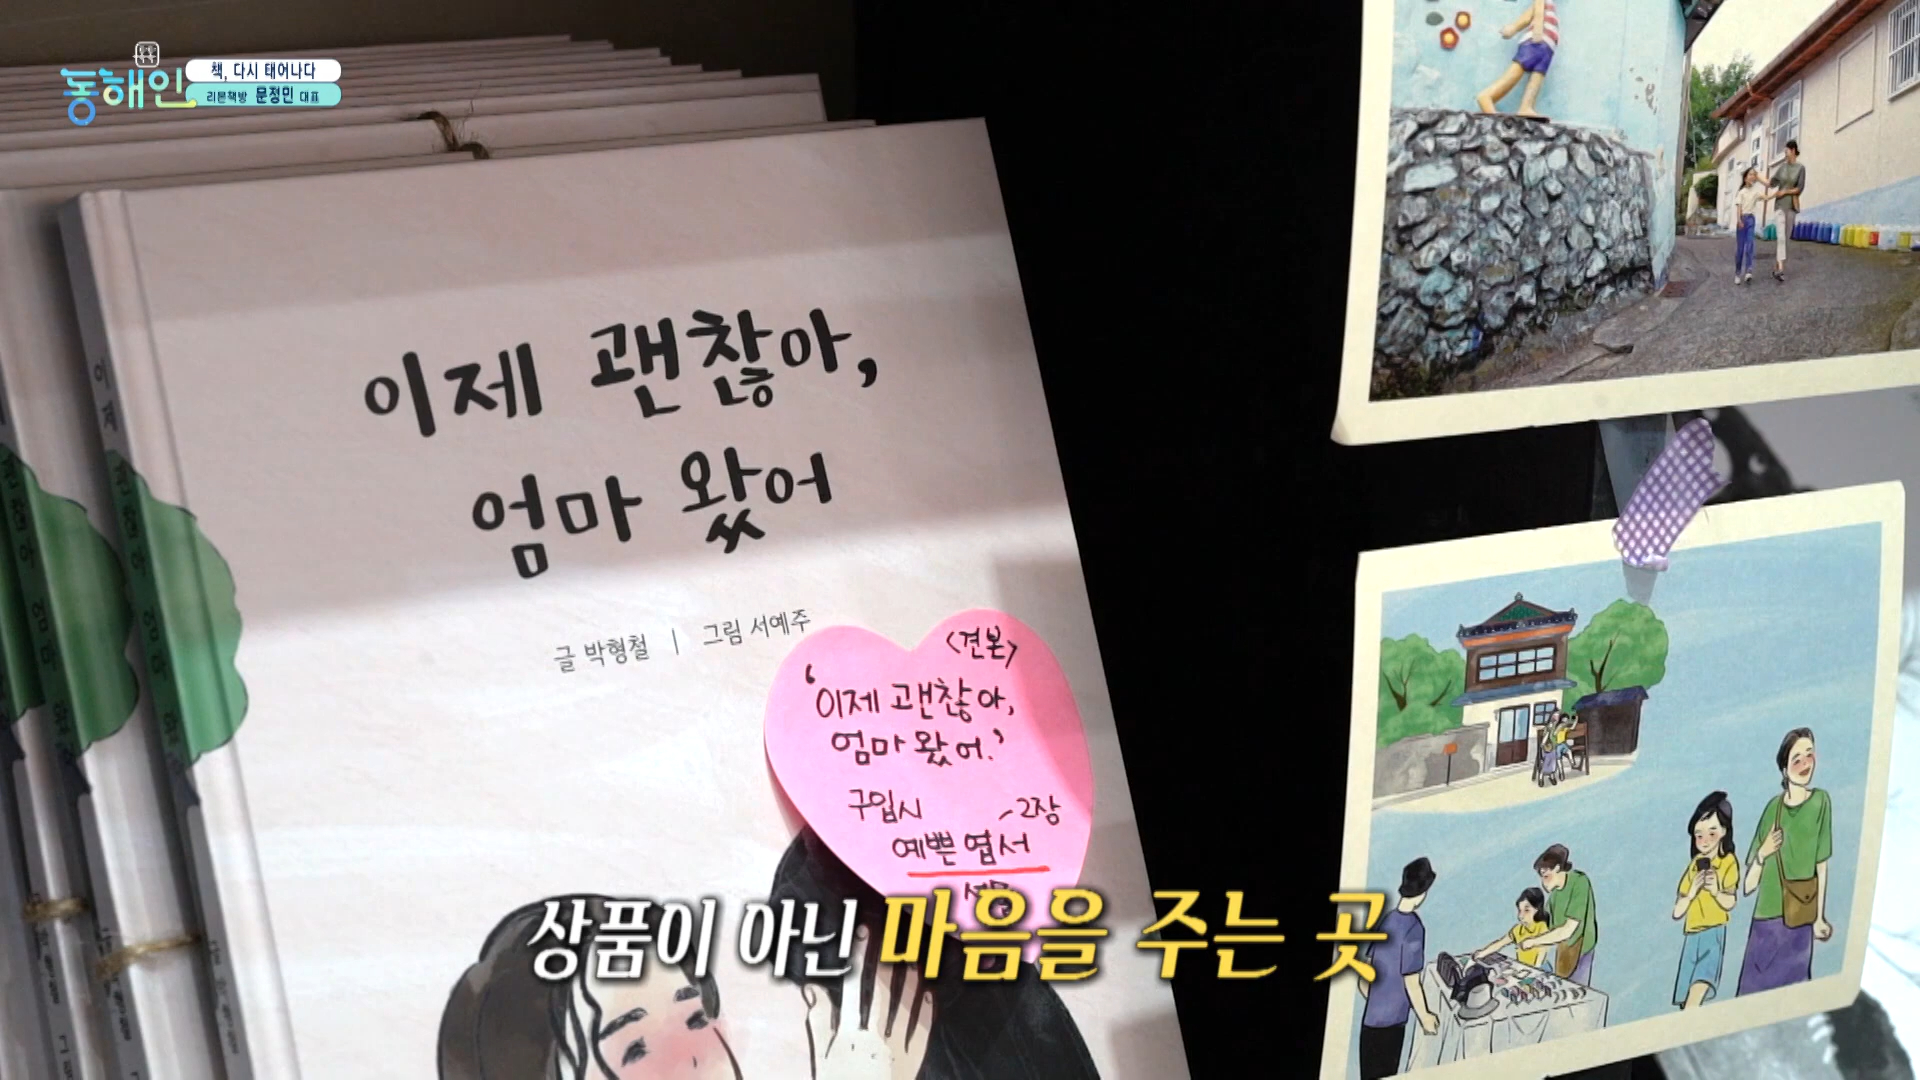 동해인
책, 다시 태어나다
리본책방 문정민 대표
이제 괜찮아,
엄마 왔어
글 박형철 | 그림 서예주
<견본>
'이제 괜찮아,
엄마 왔어.'
구입시
2장
예쁜 엽서
이제
상품이 아닌 마음을 주는 곳